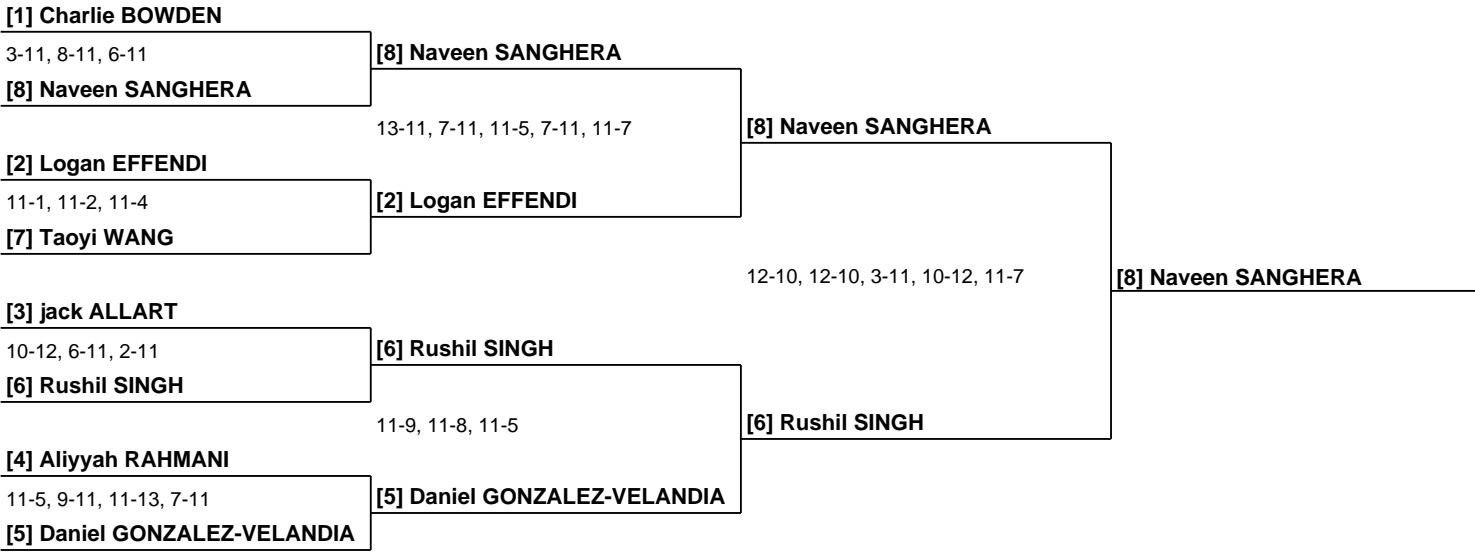 [1] Charlie BOWDEN
3-11, 8-11, 6-11
[8] Naveen SANGHERA
[8] Naveen SANGHERA
13-11, 7-11, 11-5, 7-11, 11-7
[8] Naveen SANGHERA
[2] Logan EFFENDI
11-1, 11-2, 11-4
[2] Logan EFFENDI
[7] Taoyi WANG
12-10, 12-10, 3-11, 10-12, 11-7
[8] Naveen SANGHERA
[3] jack ALLART
10-12, 6-11, 2-11
[6] Rushil SINGH
[6] Rushil SINGH
11-9, 11-8, 11-5
[6] Rushil SINGH
[4] Aliyyah RAHMANI
11-5, 9-11, 11-13, 7-11
[5] Daniel GONZALEZ-VELANDIA
[5] Daniel GONZALEZ-VELANDIA